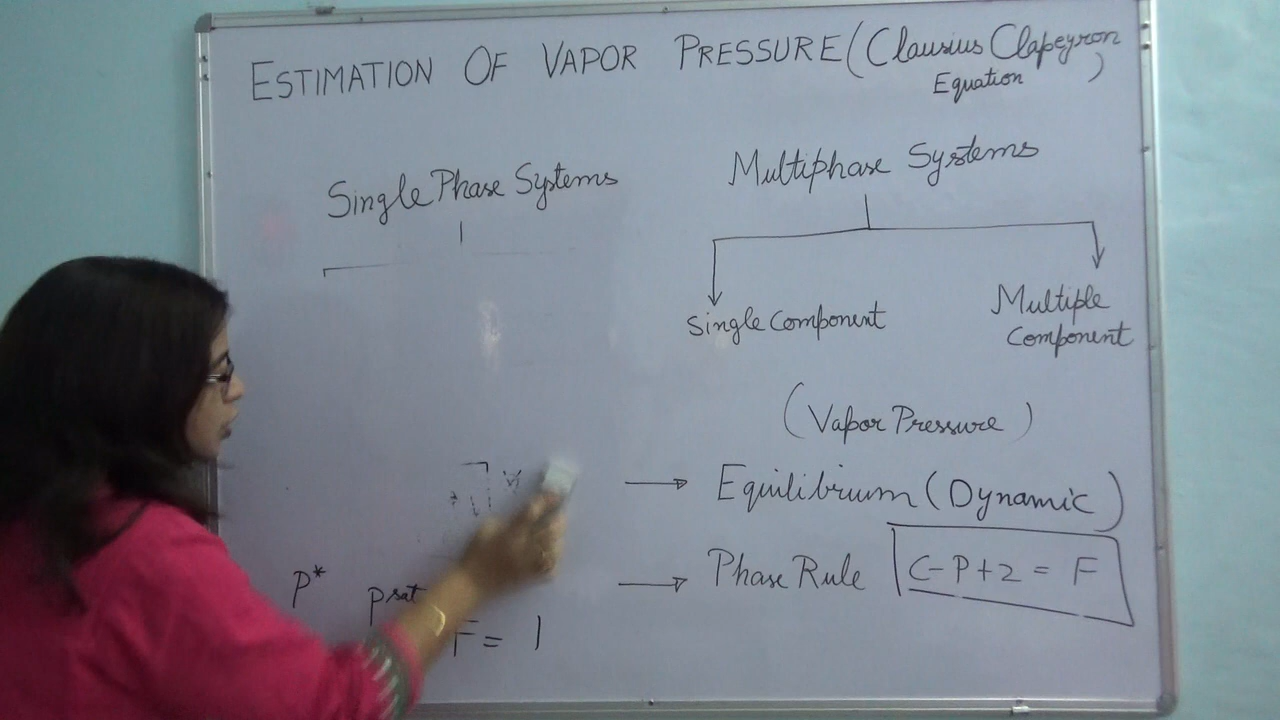 ESTIMATION OF VAPOR PRESSURE (Clausius Clapeyron
Equation )
Single Phase Systems
Multiphase Systems
Single Component
Multiple
Component
(Vapor Pressure)
→ Equilibrium (Dynamic)
→ Phase Rule C-P+2 = F
P* psat
F = 1